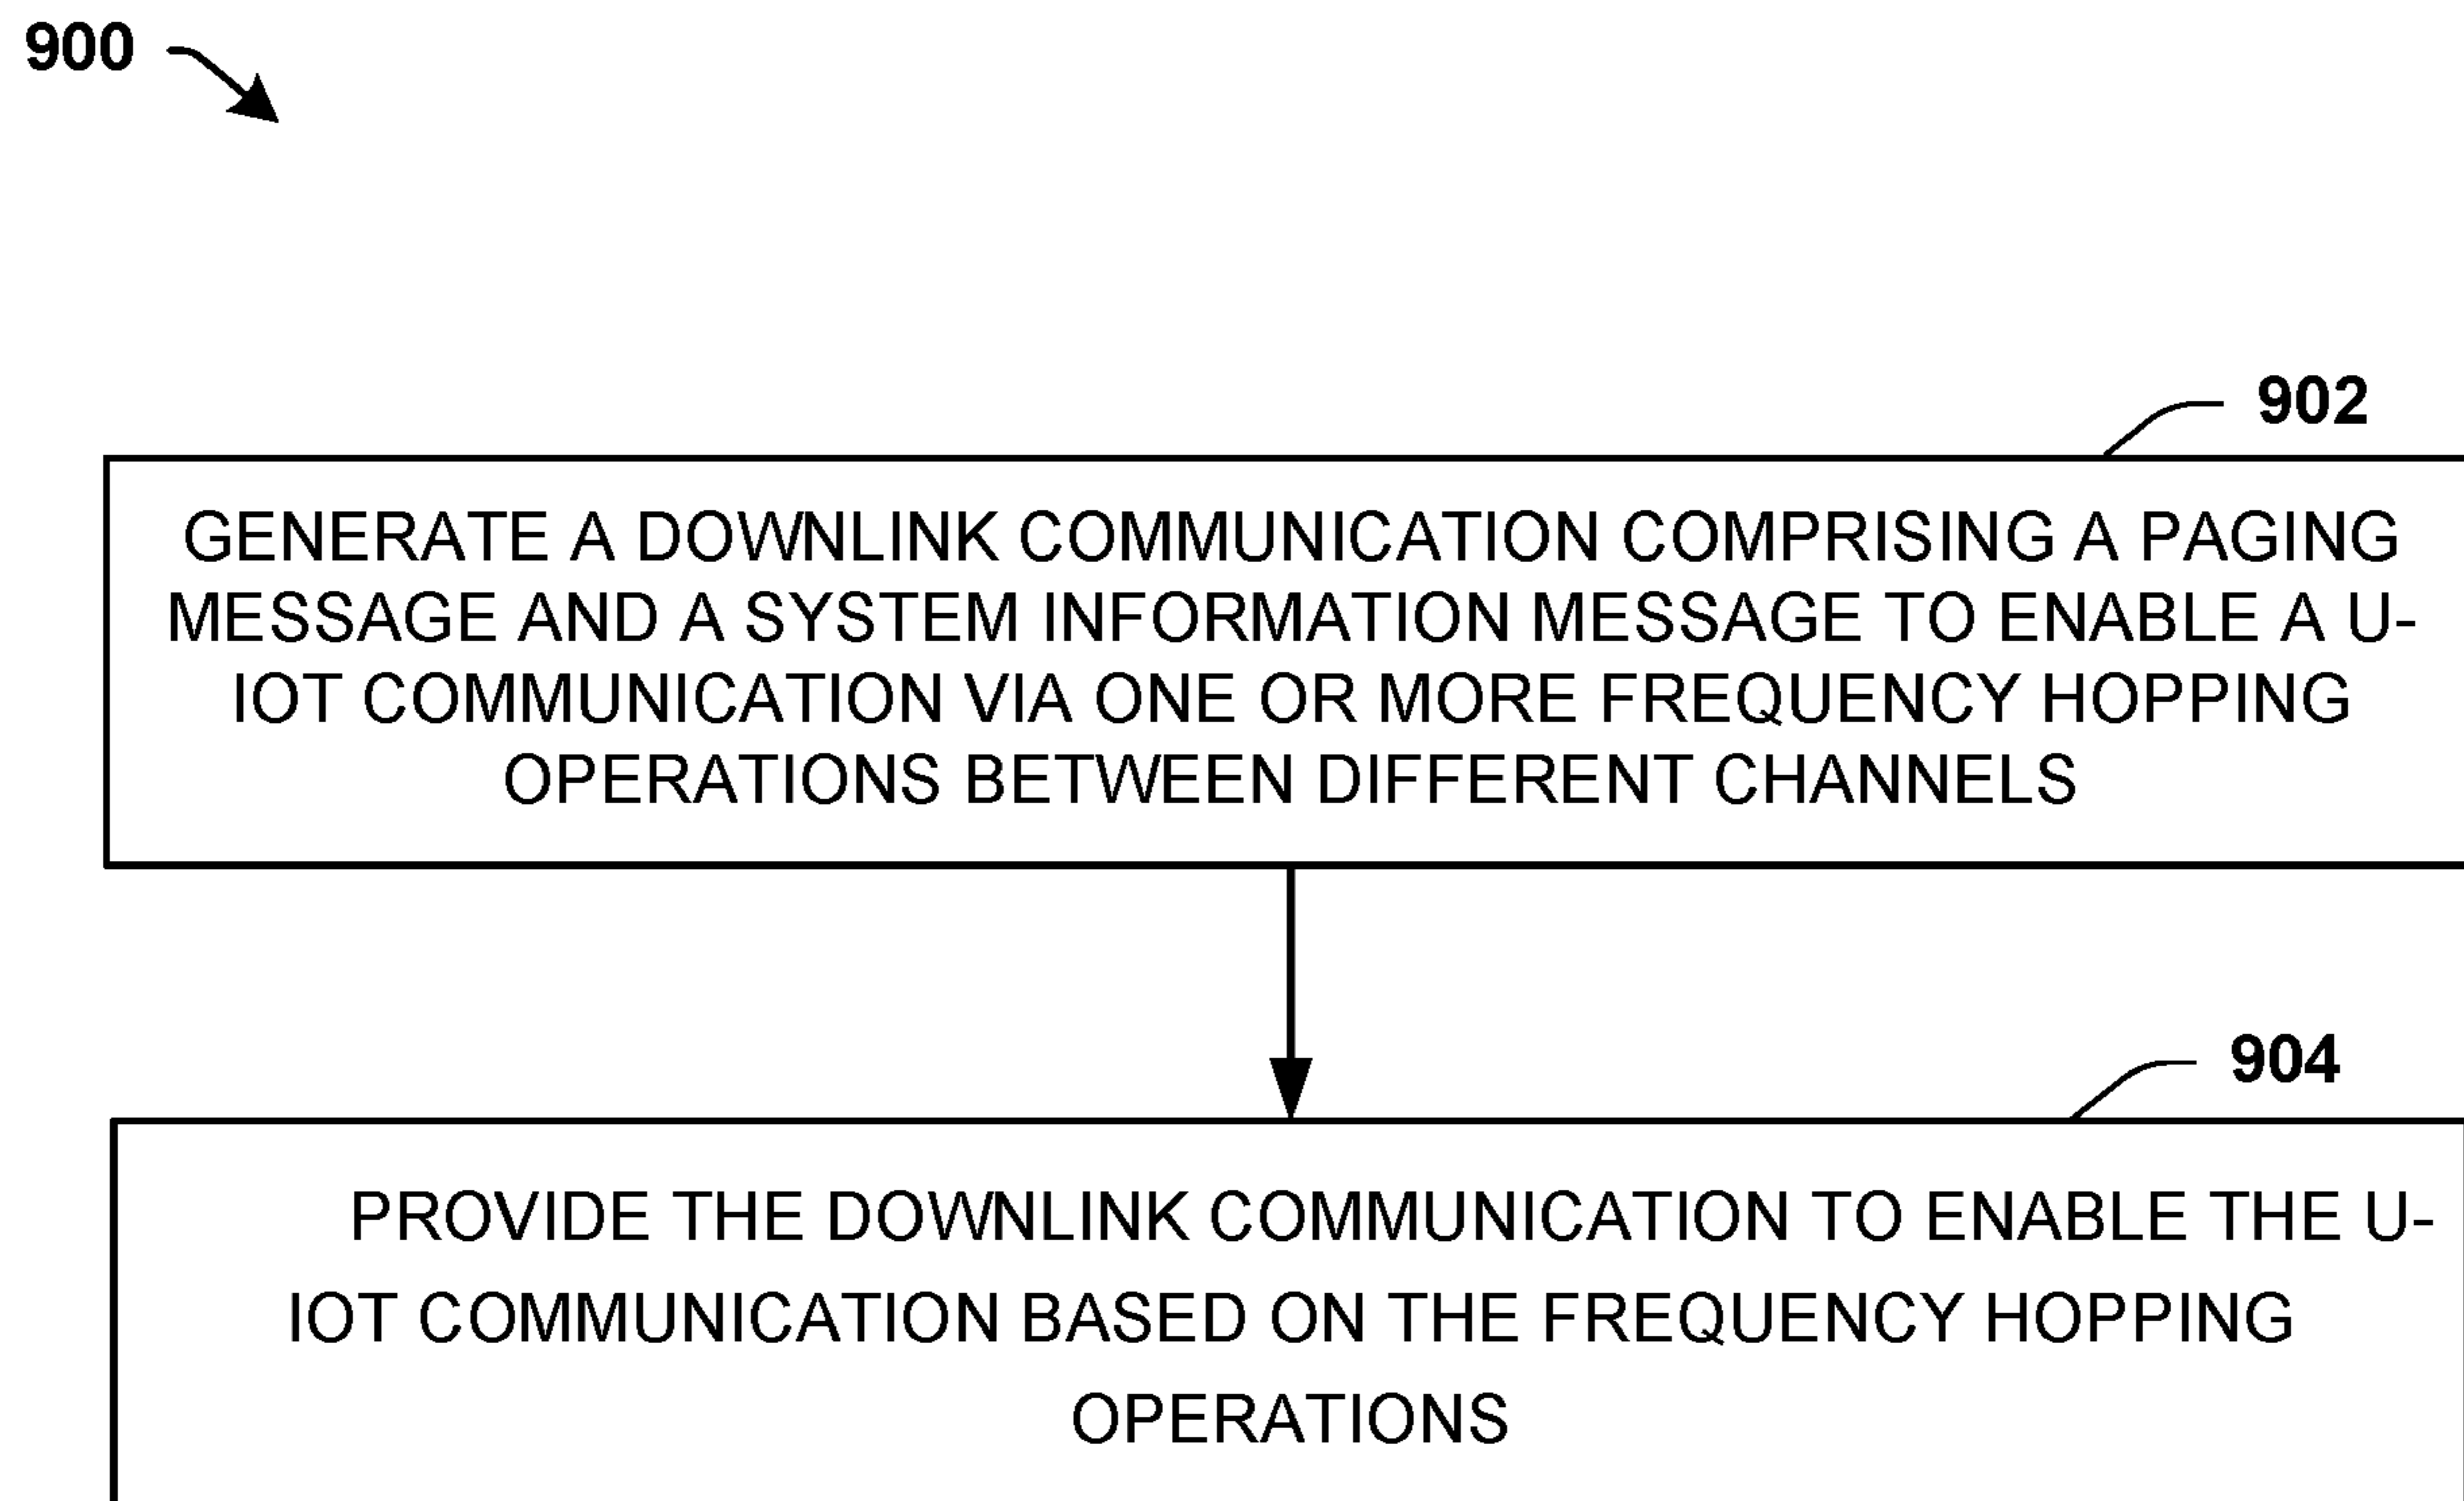 900
902
GENERATE A DOWNLINK COMMUNICATION COMPRISING A PAGING
MESSAGE AND A SYSTEM INFORMATION MESSAGE TO ENABLE A U-
IOT COMMUNICATION VIA ONE OR MORE FREQUENCY HOPPING
OPERATIONS BETWEEN DIFFERENT CHANNELS
904
PROVIDE THE DOWNLINK COMMUNICATION TO ENABLE THE U-
IOT COMMUNICATION BASED ON THE FREQUENCY HOPPING
OPERATIONS